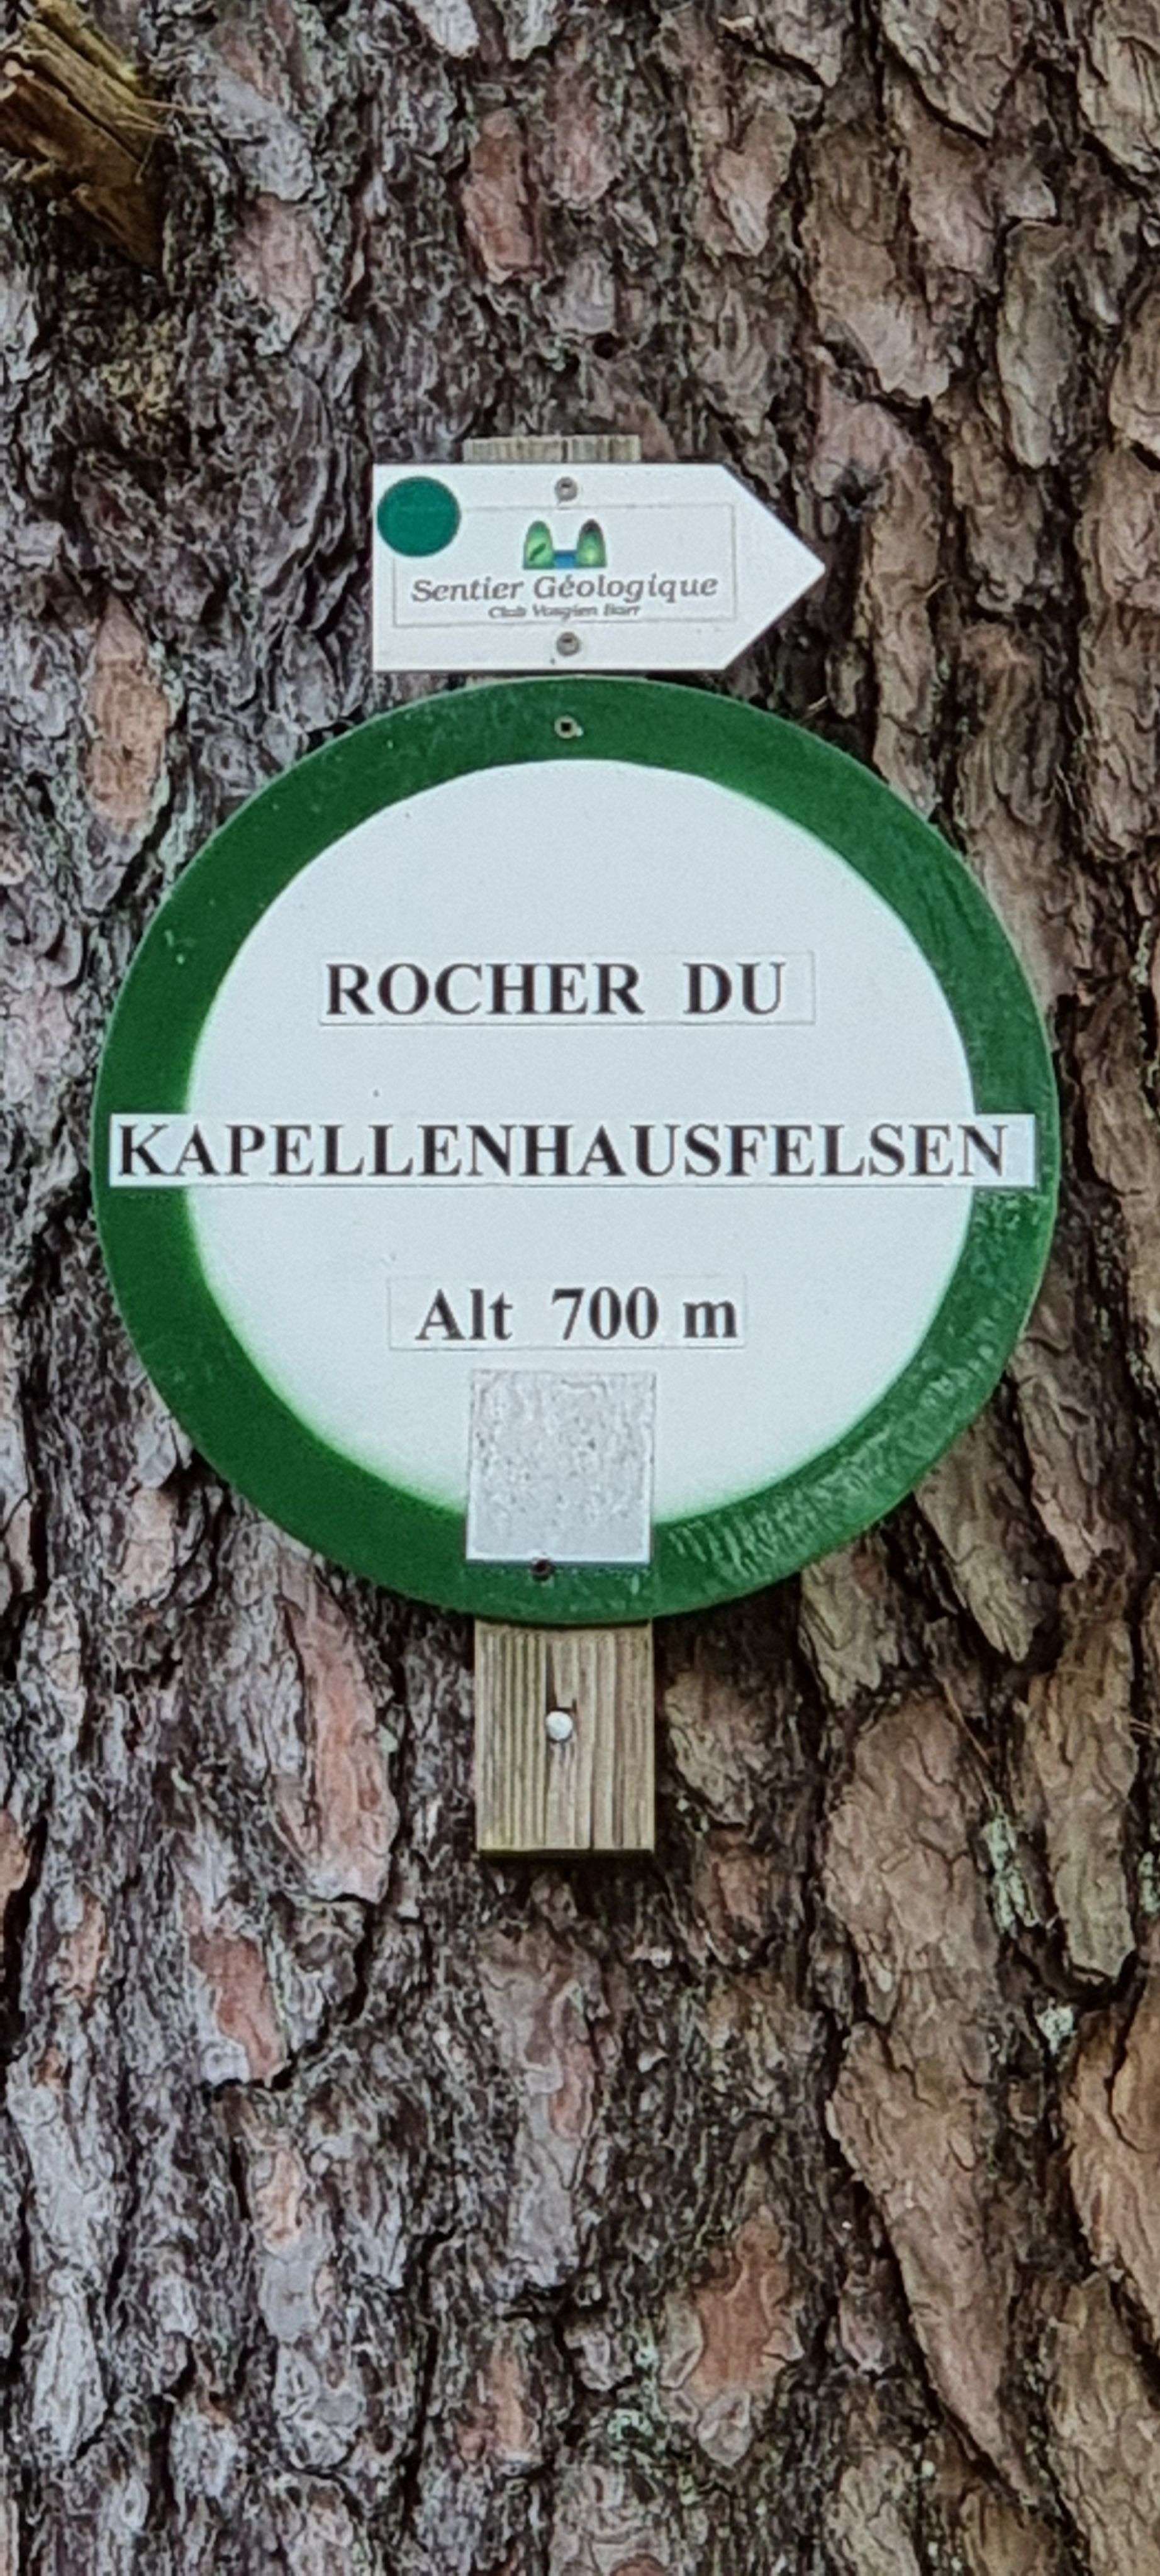 Sentier Géologique
Club Vosgien Barr
ROCHER DU
KAPELLENHAUSFELSEN
Alt 700 m